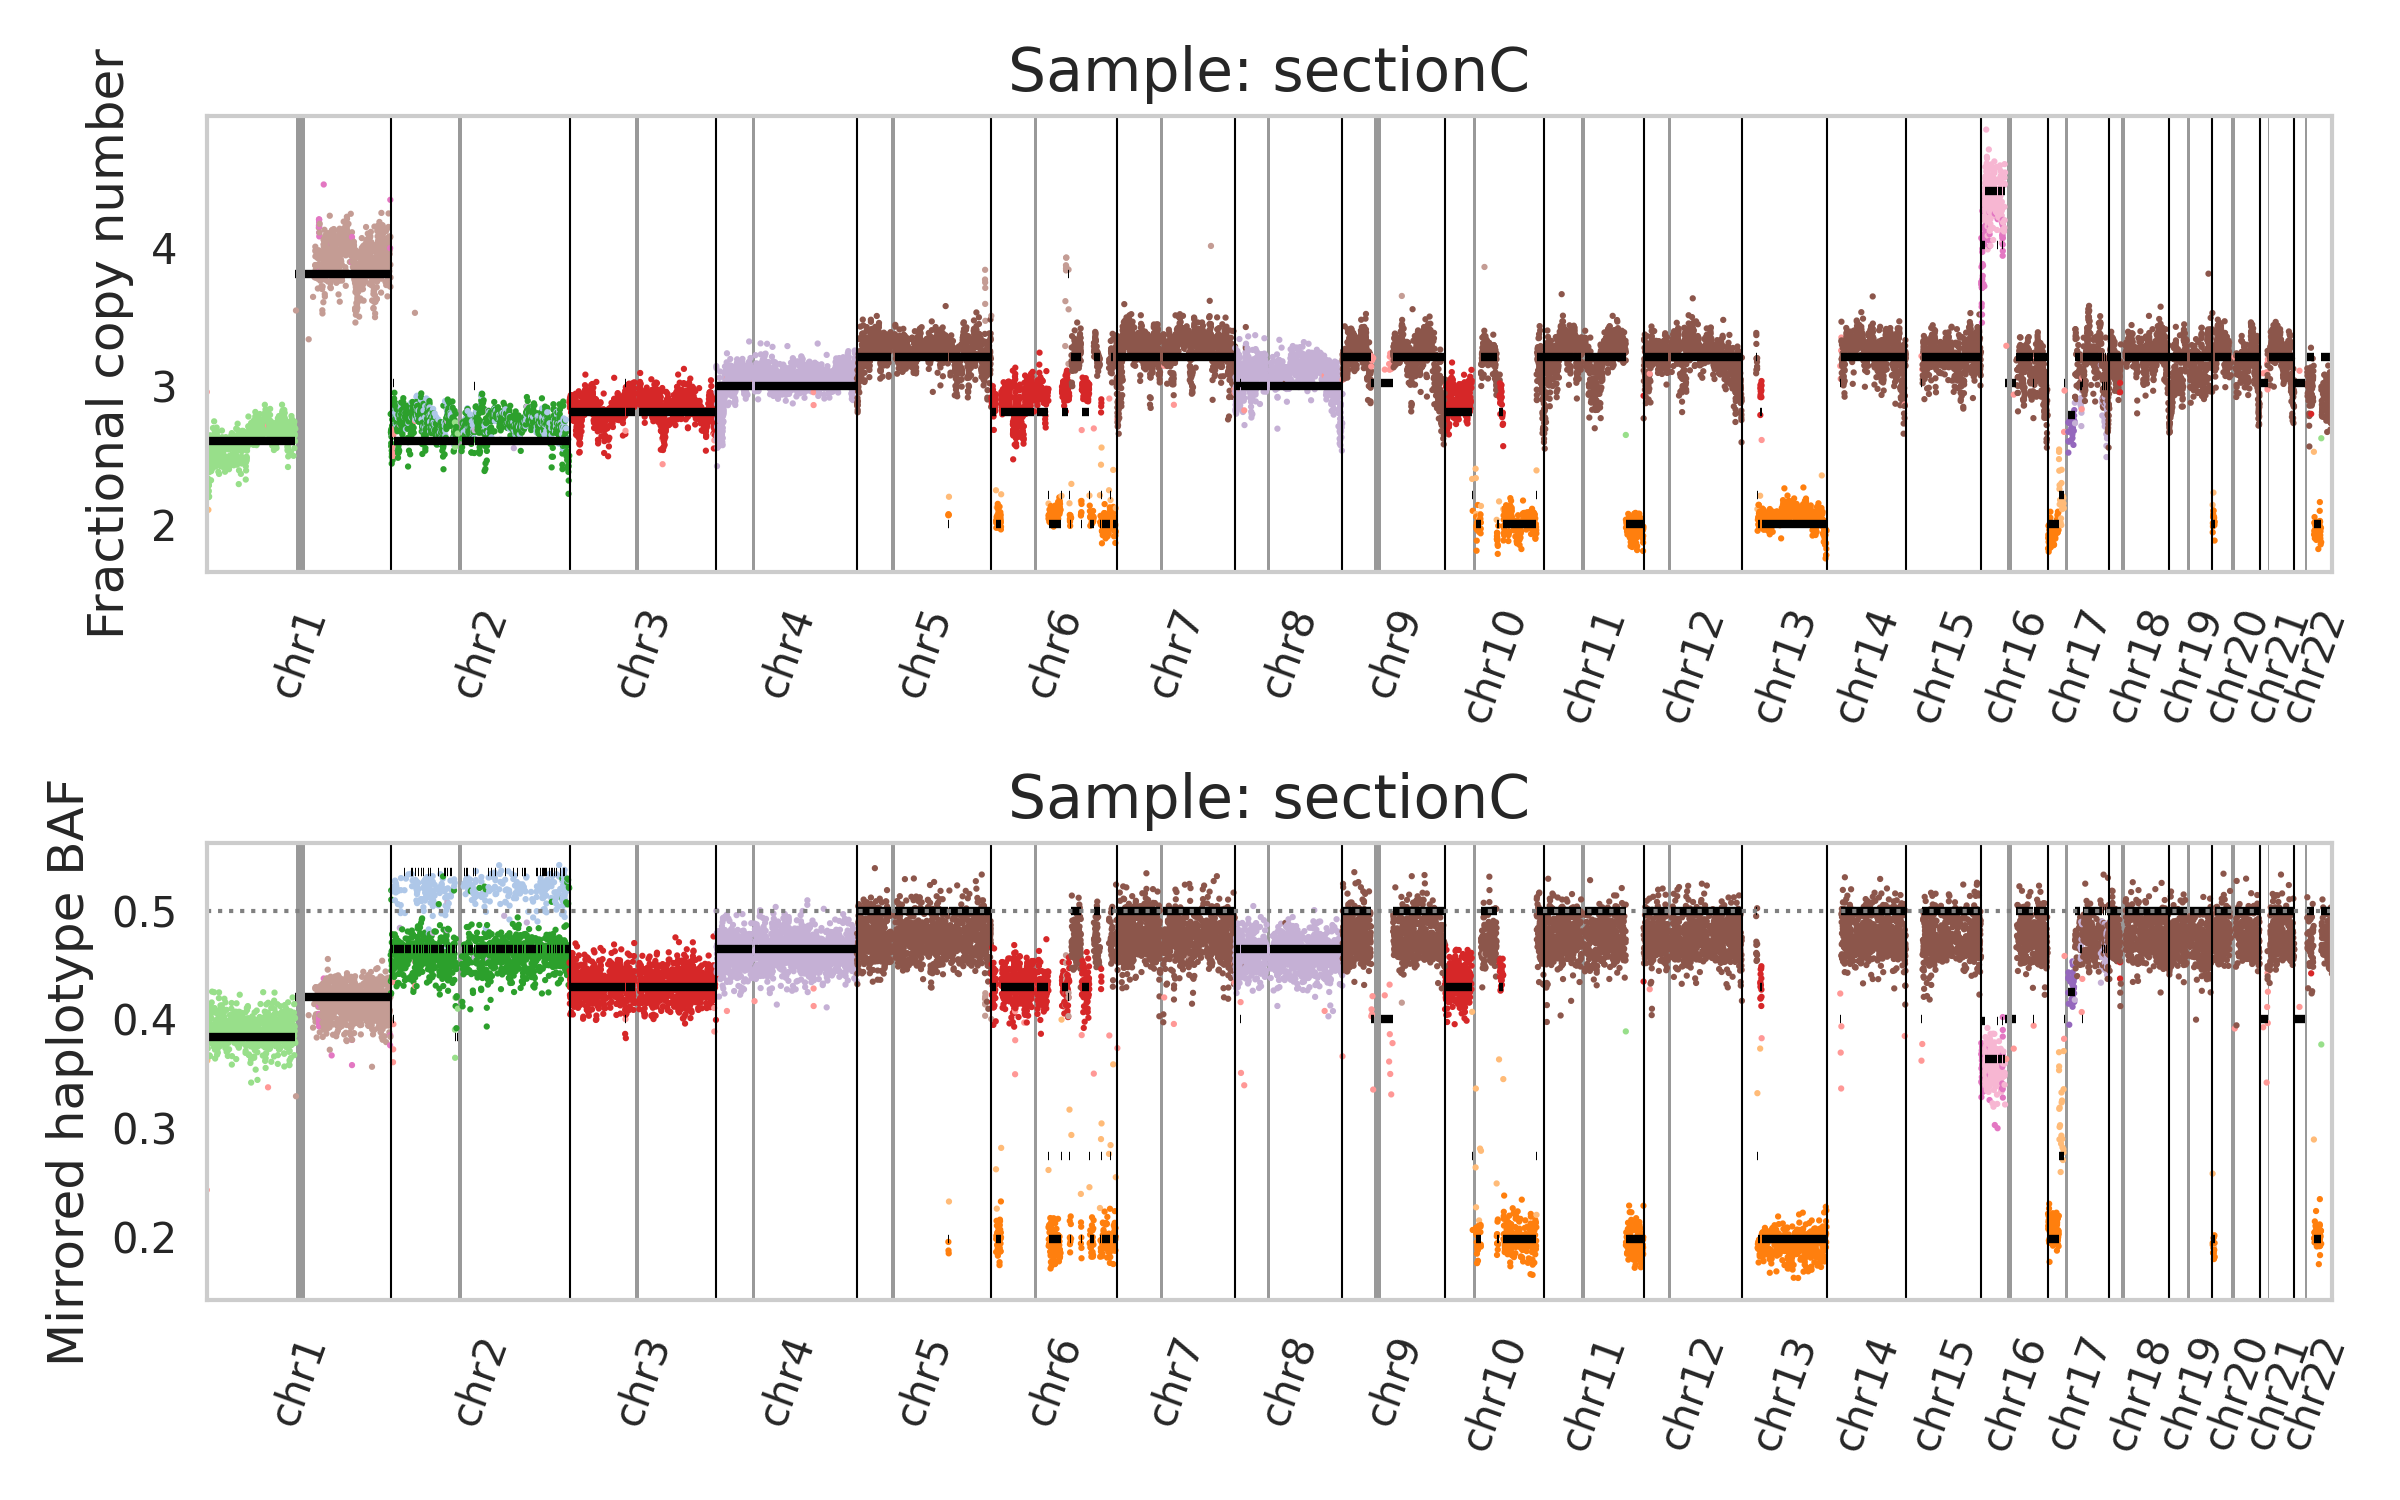 Sample: sectionC
Fractional copy number
4
3
2
chr1 chr2 chr3 chr4 chr5 chr6 chr7 chr8 chr9 chr10 chr11 chr12 chr13 chr14 chr15 chr16 chr17 chr18 chr19 chr20 chr21 chr22
Sample: sectionC
Mirrored haplotype BAF
0.5
0.4
0.3
0.2
chr1 chr2 chr3 chr4 chr5 chr6 chr7 chr8 chr9 chr10 chr11 chr12 chr13 chr14 chr15 chr16 chr17 chr18 chr19 chr20 chr21 chr22